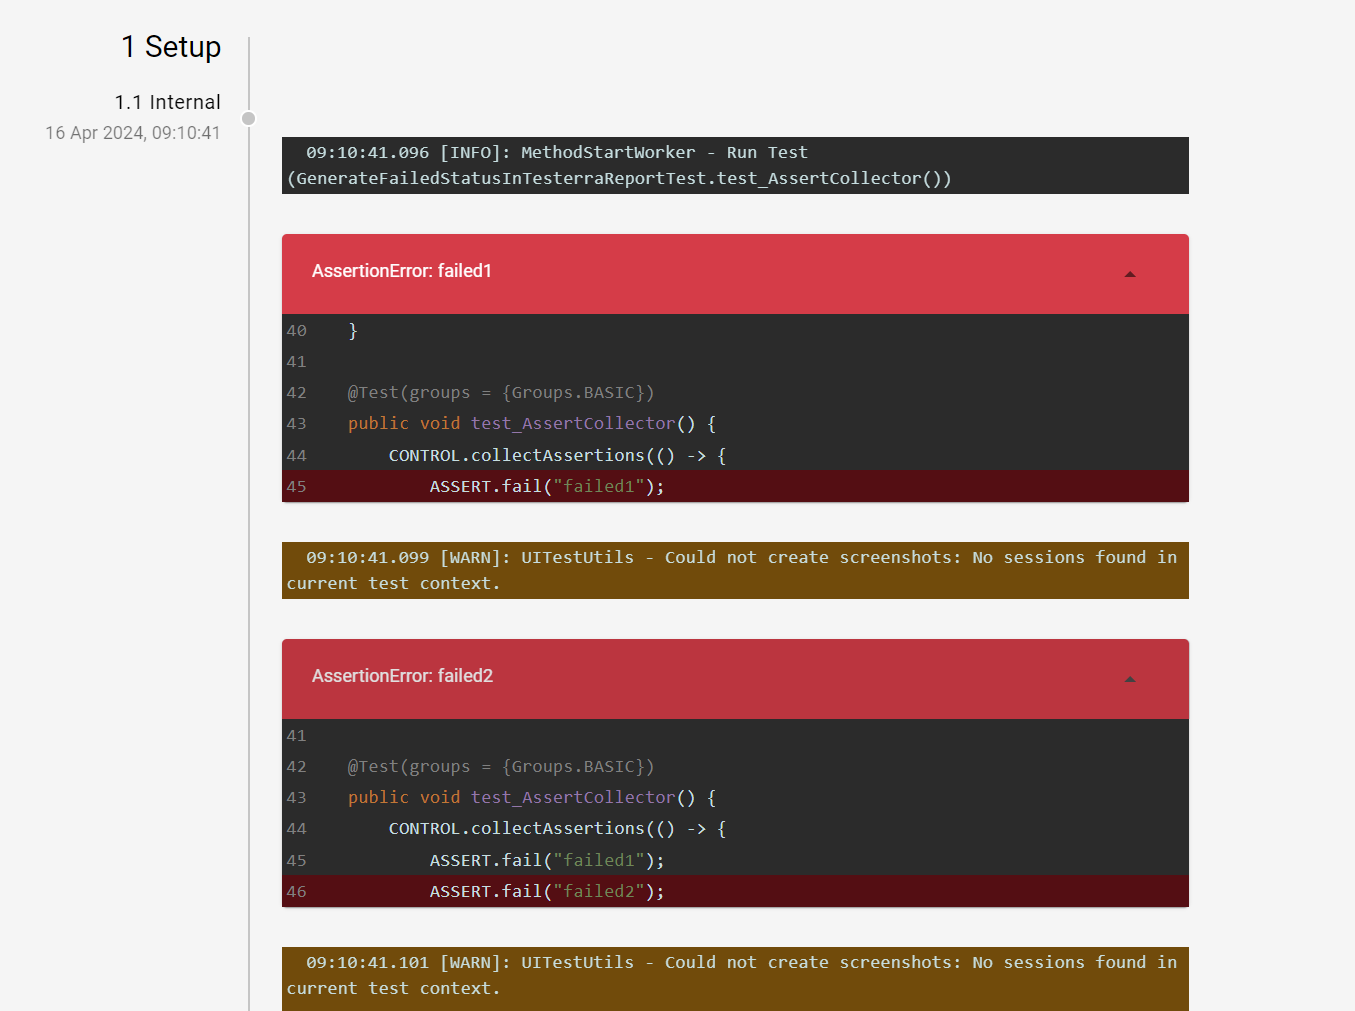 1 Setup
1.1 Internal
16 Apr 2024, 09:10:41
09:10:41.096 [INFO]: MethodStartWorker - Run Test
(GenerateFailedStatusInTesterraReportTest.test_AssertCollector())
AssertionError: failed1
40    }
41
42    @Test(groups = {Groups.BASIC})
43    public void test_AssertCollector() {
44        CONTROL.collectAssertions(() -> {
45            ASSERT.fail("failed1");
09:10:41.099 [WARN]: UITestUtils - Could not create screenshots: No sessions found in
current test context.
AssertionError: failed2
41
42    @Test(groups = {Groups.BASIC})
43    public void test_AssertCollector() {
44        CONTROL.collectAssertions(() -> {
45            ASSERT.fail("failed1");
46            ASSERT.fail("failed2");
09:10:41.101 [WARN]: UITestUtils - Could not create screenshots: No sessions found in
current test context.